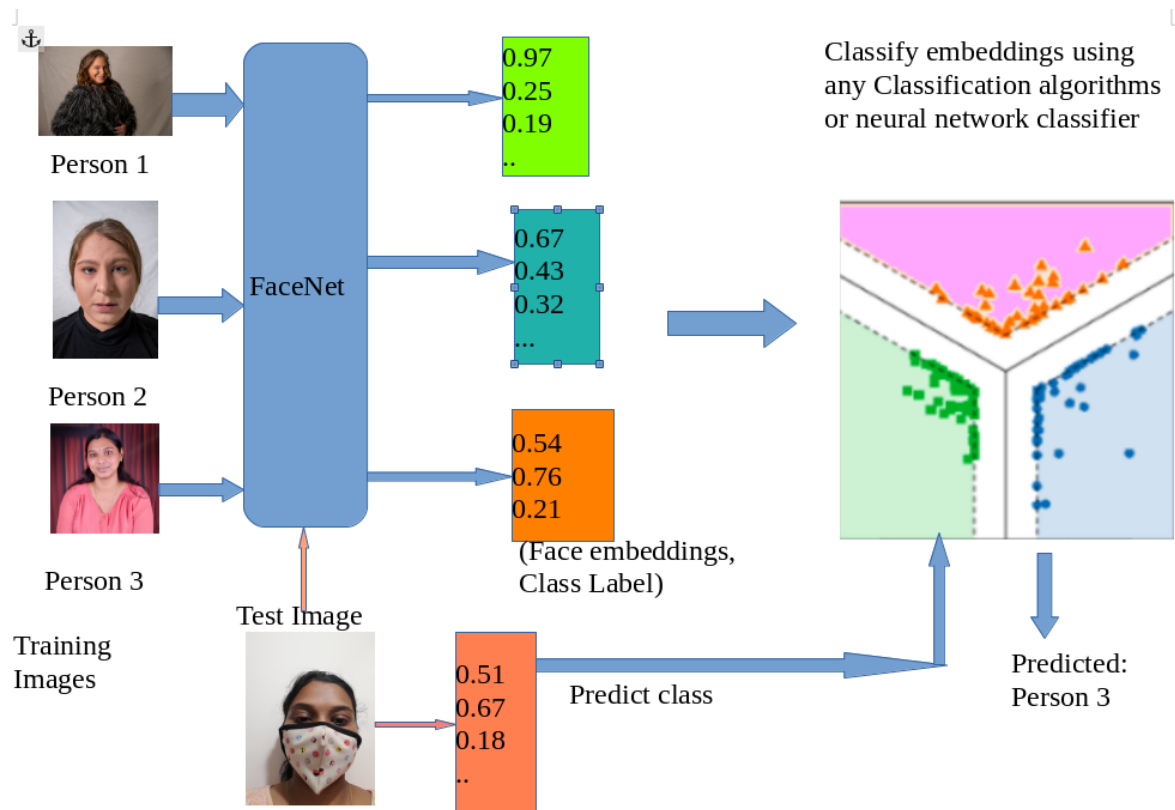 Person 1
Person 2
Person 3
Training
Images
FaceNet
Test Image
0.97
0.25
0.19
..
0.67
0.43
0.32
...
0.54
0.76
0.21
(Face embeddings,
Class Label)
0.51
0.67
0.18
..
Predict class
Classify embeddings using
any Classification algorithms
or neural network classifier
Predicted:
Person 3